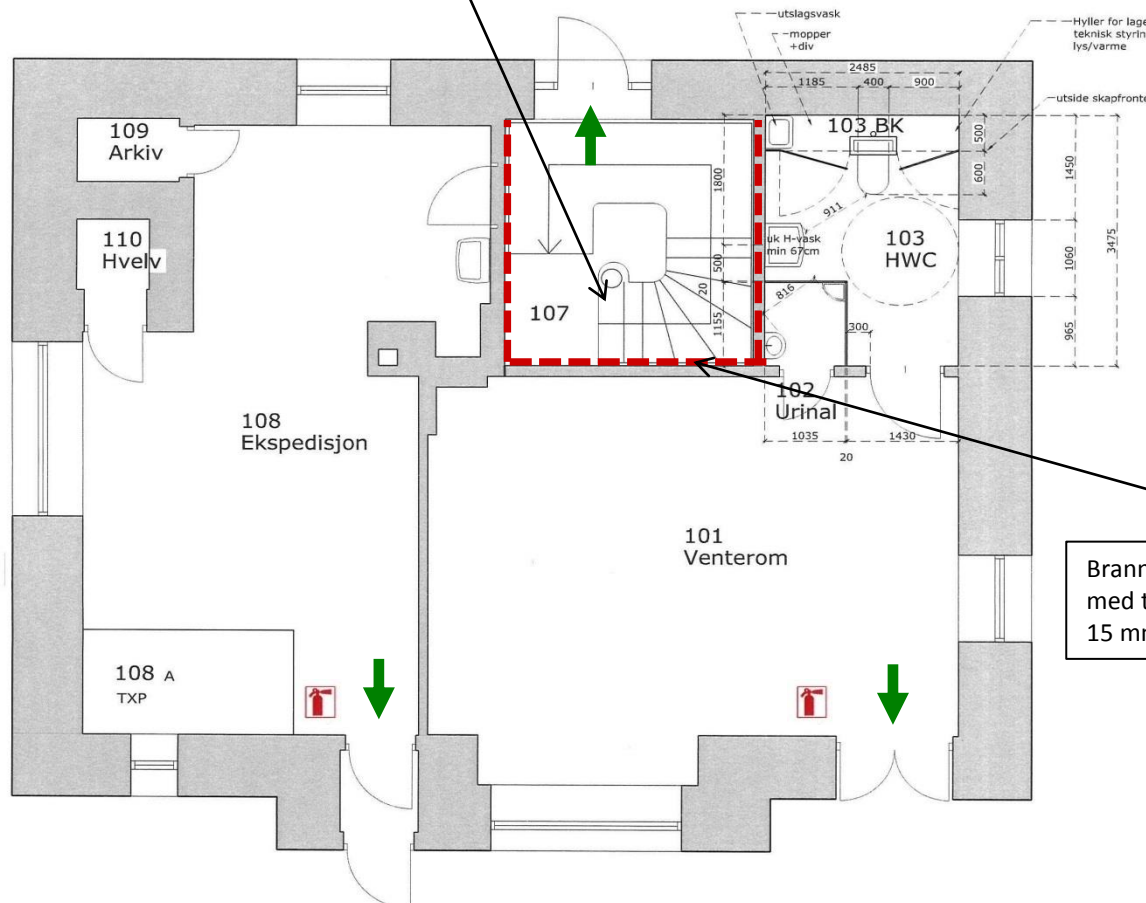 utslagsvask
mopper
+div
Hyller for lage
teknisk styrin
lys/varme
2485
1185
400
900
utside skapfronte
109
Arkiv
103 BK
500
600
1450
3475
1800
911
110
Hvelv
uk H-vask
min 67cm
103
HWC
1060
500
20
816
107
1155
300
965
102
Urinal
108
Ekspedisjon
1035
1430
20
101
Venterom
Brann
med t
15 mr
108 A
TXP